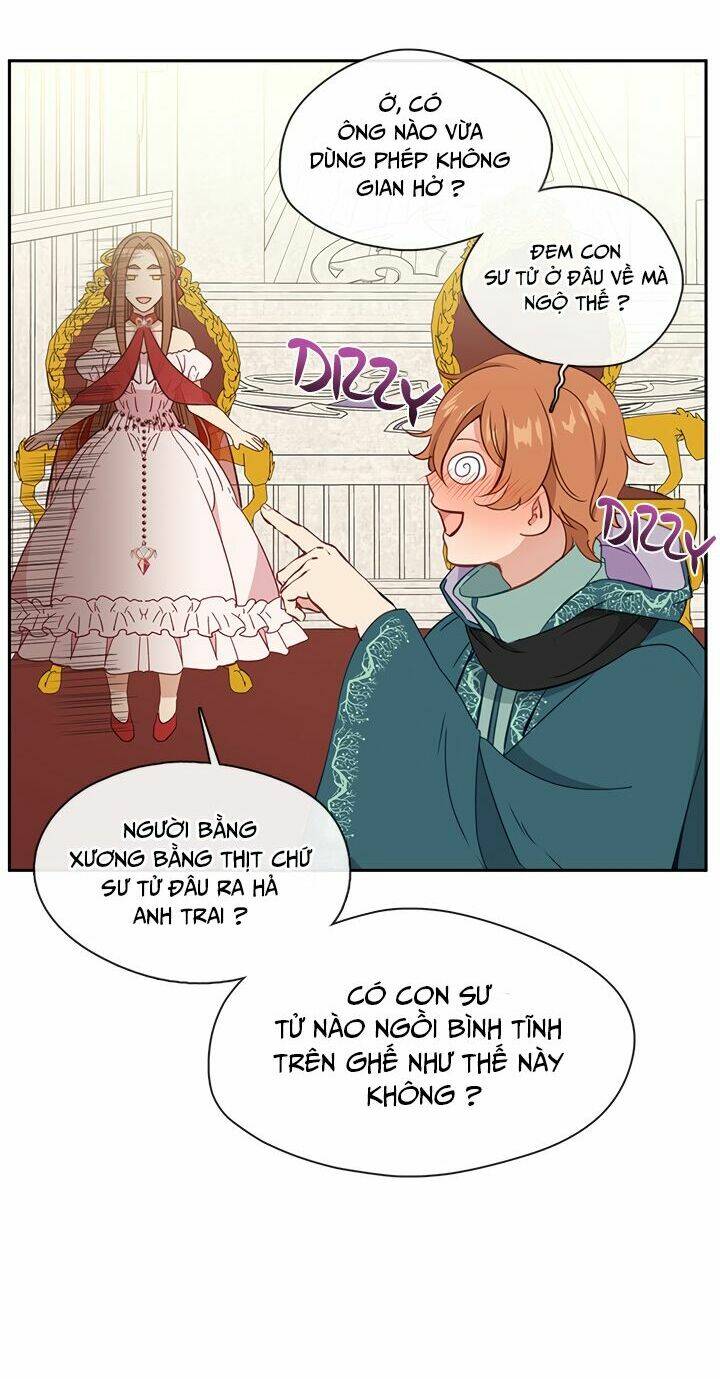 Ớ, CÓ
ÔNG NÀO VỪA
DÙNG PHÉP KHÔNG
GIAN HỞ ?
ĐEM CON
SƯ TỬ Ở ĐÂU VỀ MÀ
NGỘ THẾ ?
DIZZY
DIZZY
NGƯỜI BẰNG
XƯƠNG BẰNG THỊT CHỨ
SƯ TỬ ĐÂU RA HẢ
ANH TRAI ?
CÓ CON SƯ
TỬ NÀO NGỒI BÌNH TĨNH
TRÊN GHẾ NHƯ THẾ NÀY
KHÔNG ?